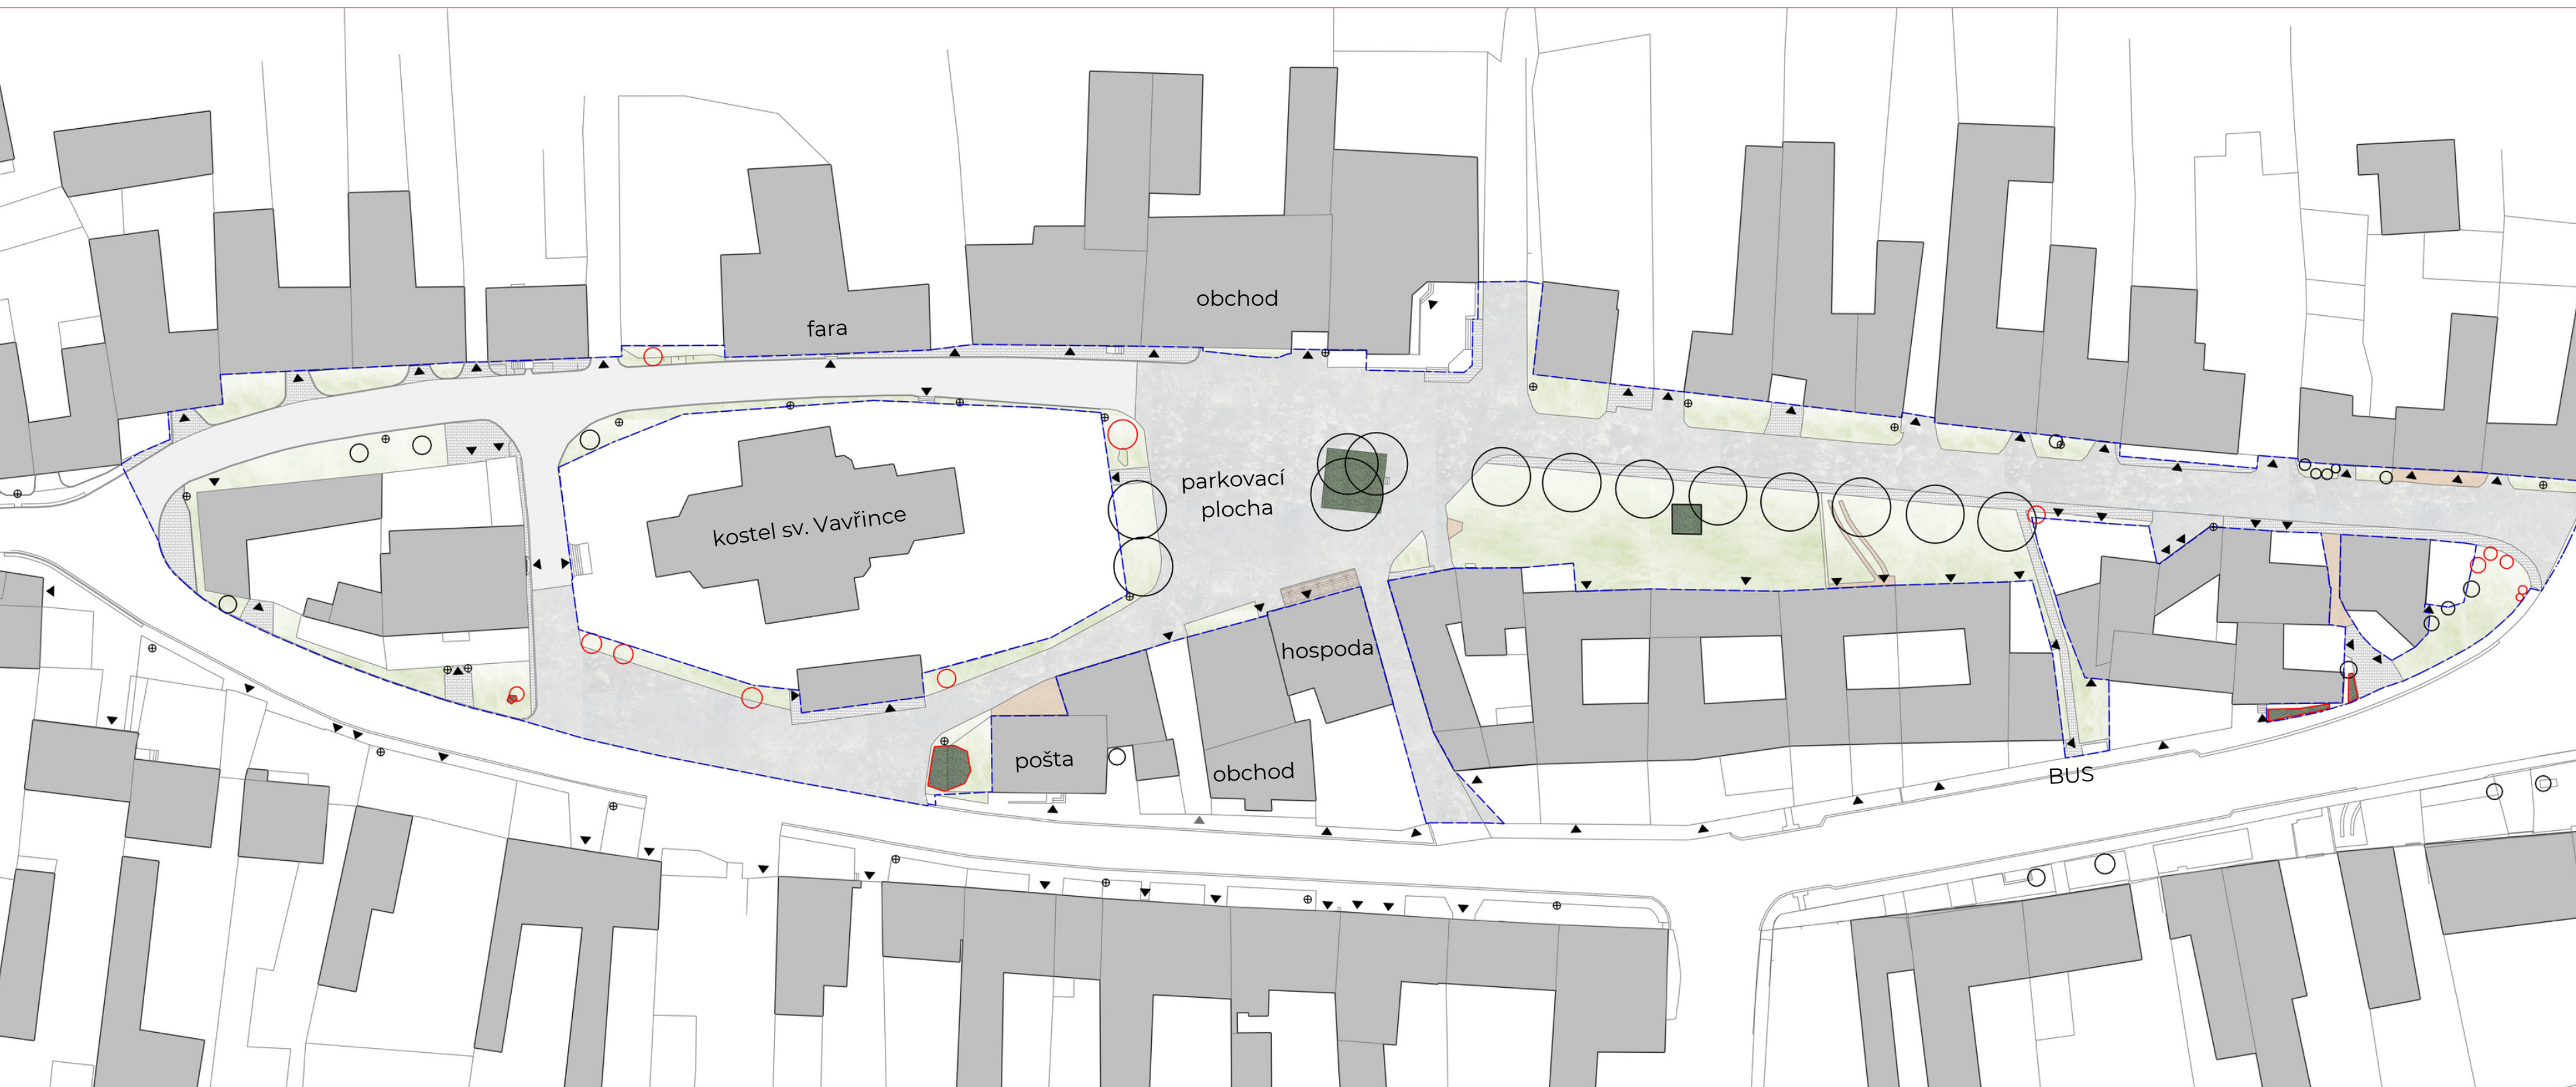 obchod
fara
parkovací
plocha
kostel sv. Vavřince
hospoda
pošta
obchod
BUS